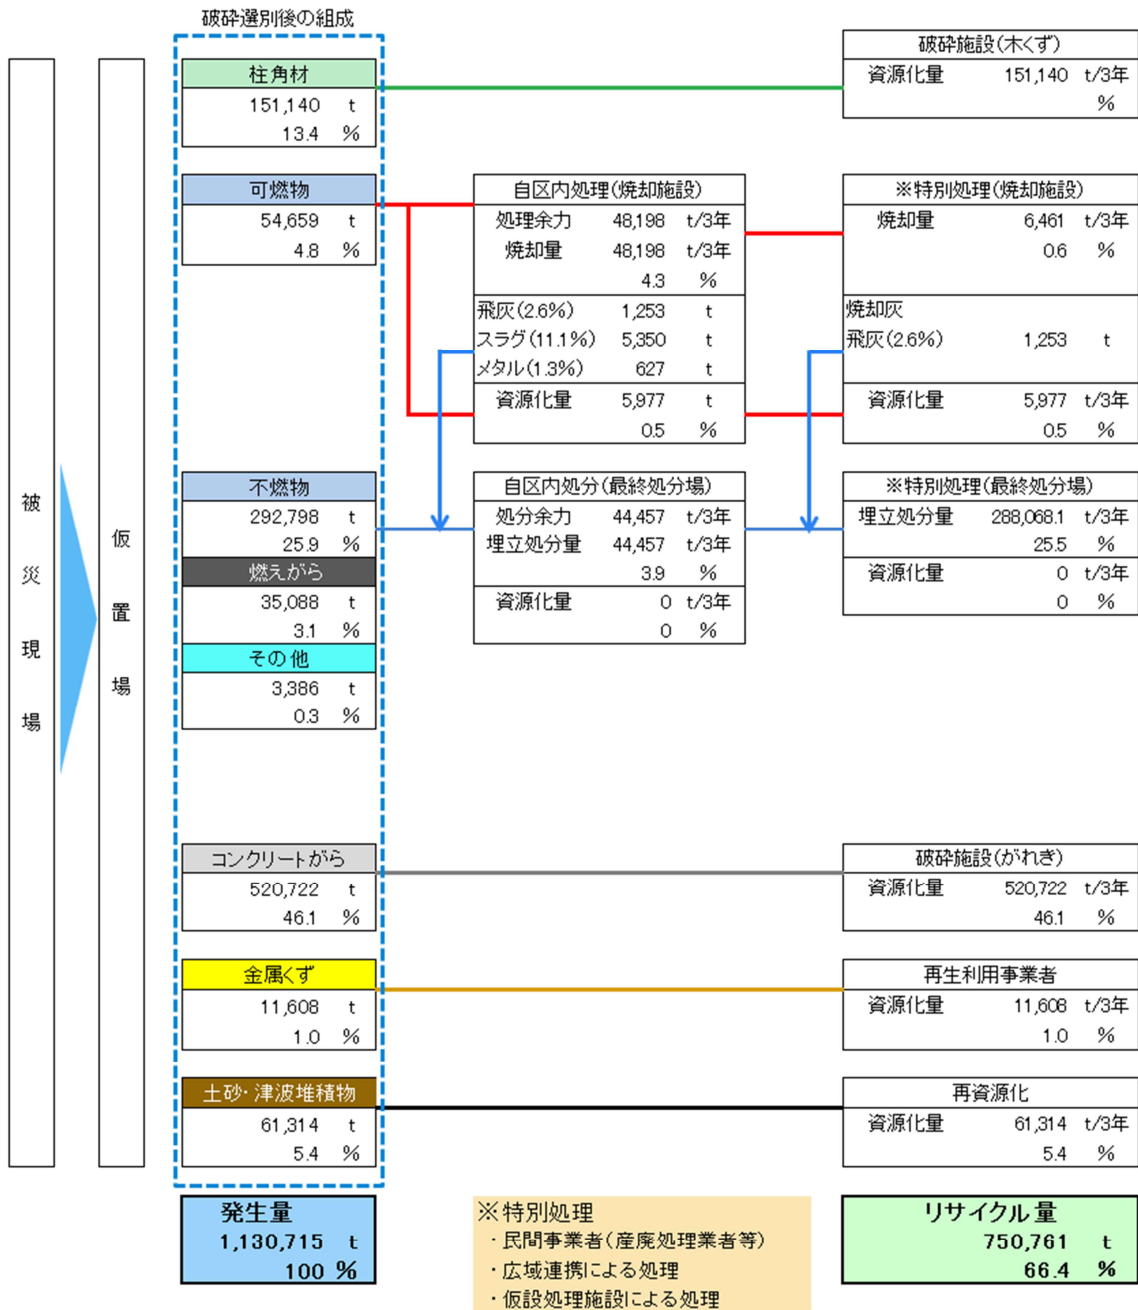 破砕選別後の組成
被災現場
仮置場
柱角材
151,140 t
13.4 %
破砕施設(木くず)
資源化量 151,140 t/3年
%
可燃物
54,659 t
4.8 %
自区内処理(焼却施設)
処理余力 48,198 t/3年
焼却量 48,198 t/3年
4.3 %
飛灰(2.6%) 1,253 t
スラグ(11.1%) 5,350 t
メタル(1.3%) 627 t
資源化量 5,977 t
0.5 %
※特別処理(焼却施設)
焼却量 6,461 t/3年
0.6 %
焼却灰
飛灰(2.6%) 1,253 t
資源化量 5,977 t/3年
0.5 %
不燃物
292,798 t
25.9 %
燃えがら
35,088 t
3.1 %
その他
3,386 t
0.3 %
自区内処分(最終処分場)
処分余力 44,457 t/3年
埋立処分量 44,457 t/3年
3.9 %
資源化量 0 t/3年
0 %
※特別処理(最終処分場)
埋立処分量 288,068.1 t/3年
25.5 %
資源化量 0 t/3年
0 %
コンクリートがら
520,722 t
46.1 %
破砕施設(がれき)
資源化量 520,722 t/3年
46.1 %
金属くず
11,608 t
1.0 %
再生利用事業者
資源化量 11,608 t/3年
1.0 %
土砂・津波堆積物
61,314 t
5.4 %
再資源化
資源化量 61,314 t/3年
5.4 %
発生量
1,130,715 t
100 %
※特別処理
・民間事業者(産廃処理業者等)
・広域連携による処理
・仮設処理施設による処理
リサイクル量
750,761 t
66.4 %